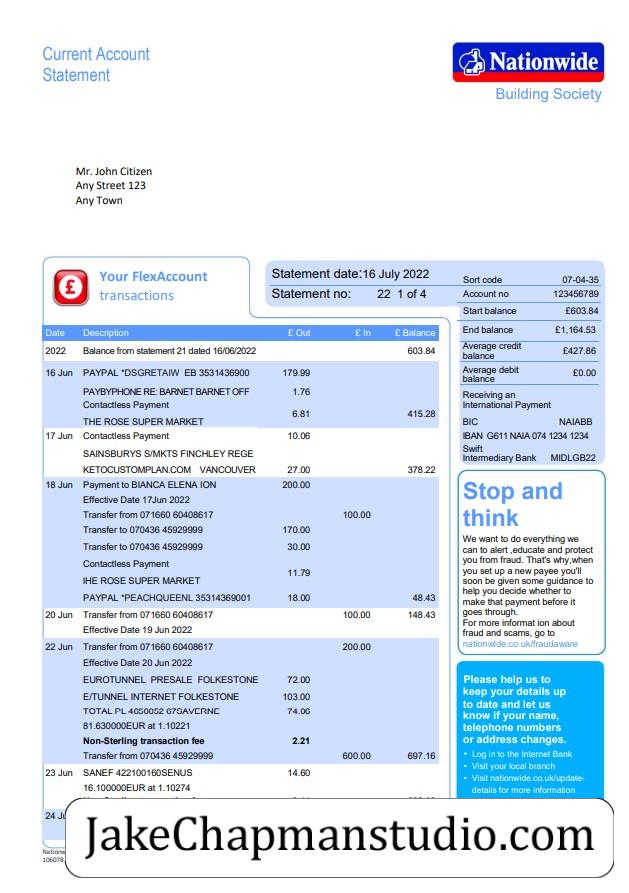 Current Account
Statement
Nationwide
Building Society
Mr. John Citizen
Any Street 123
Any Town
Your FlexAccount
transactions
Statement date:16 July 2022
Statement no: 22 1 of 4
Sort code 07-04-35
Account no 123456789
Start balance £603.84
End balance £1,164.53
Average credit
balance £427.86
Average debit
balance £0.00
Receiving an
International Payment
BIC NAIABB
IBAN G611 NAIA 074 1234 1234
Swift
Intermediary Bank MIDLGB22
Date Description £ Out £ In £ Balance
2022 Balance from statement 21 dated 16/06/2022 603.84
16 Jun PAYPAL *DSGRETAIW EB 3531436900 179.99
PAYBYPHONE RE: BARNET BARNET OFF 1.76
Contactless Payment
6.81 415.28
THE ROSE SUPER MARKET
17 Jun Contactless Payment 10.06
SAINSBURYS S/MKTS FINCHLEY REGE
KETOCUSTOMPLAN.COM VANCOUVER 27.00 378.22
18 Jun Payment to BIANCA ELENA ION 200.00
Effective Date 17Jun 2022
Transfer from 071660 60408617 100.00
Transfer to 070436 45929999 170.00
Transfer to 070436 45929999 30.00
Contactless Payment
11.79
IHE ROSE SUPER MARKET
PAYPAL *PEACHQUEENL 35314369001 18.00 48.43
20 Jun Transfer from 071660 60408617 100.00 148.43
Effective Date 19 Jun 2022
22 Jun Transfer from 071660 60408617 200.00
Effective Date 20 Jun 2022
EUROTUNNEL PRESALE FOLKESTONE 72.00
E/TUNNEL INTERNET FOLKESTONE 103.00
TOTAL PL 4650052 67SAVERNE 74.06
81.630000EUR at 1.10221
Non-Sterling transaction fee 2.21
Transfer from 070436 45929999 600.00 697.16
23 Jun SANEF 422100160SENUS 14.60
16.100000EUR at 1.10274
24 Ju
Stop and
think
We want to do everything we
can to alert ,educate and protect
you from fraud. That's why,when
you set up a new payee you'll
soon be given some guidance to
help you decide whether to
make that payment before it
goes through.
For more informat ion about
fraud and scams, go to
nationwide.co.uk/fraudaware
Please help us to
keep your details up
to date and let us
know if your name,
telephone numbers
or address changes.
• Log in to the Internet Bank
• Visit your local branch
• Visit nationwide.co.uk/update-
details for more information
JakeChapmanstudio.com